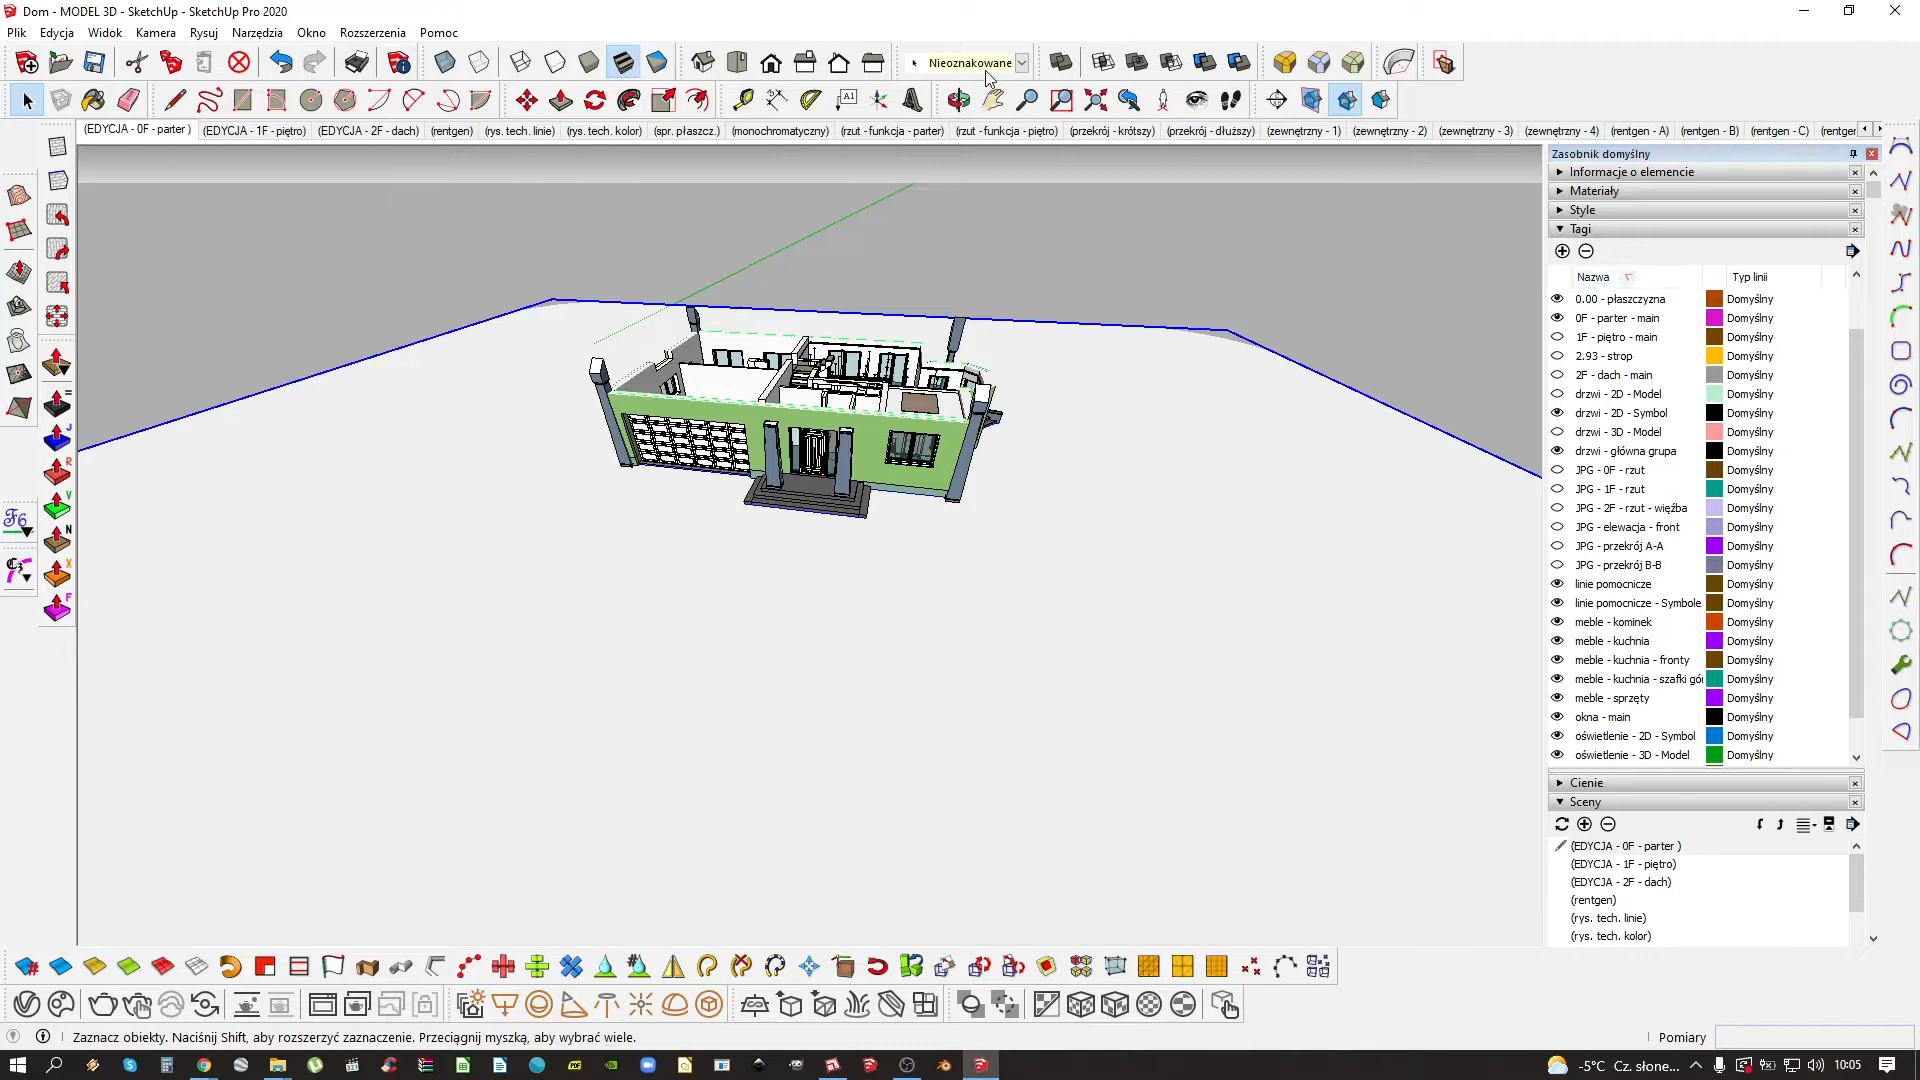 Dom - MODEL 3D - SketchUp - SketchUp Pro 2020
Plik Edycja Widok Kamera Rysuj Narzędzia Okno Rozszerzenia Pomoc
Nieoznakowane
A1
(EDYCJA - 0F - parter ) (EDYCJA - 1F - piętro) (EDYCJA - 2F - dach) (rentgen) (rys. tech. linie) (rys. tech. kolor) (spr. płaszcz.) (monochromatyczny) (rzut - funkcja - parter) (rzut - funkcja - piętro) (przekrój - krótszy) (przekrój - dłuższy) (zewnętrzny - 1) (zewnętrzny - 2) (zewnętrzny - 3) (zewnętrzny - 4) (rentgen - A) (rentgen - B) (rentgen - C) (rentger
Zasobnik domyślny
Informacje o elemencie
Materiały
Style
Tagi
Nazwa Typ linii
0.00 - płaszczyzna Domyślny
0F - parter - main Domyślny
1F - piętro - main Domyślny
2.93 - strop Domyślny
2F - dach - main Domyślny
drzwi - 2D - Model Domyślny
drzwi - 2D - Symbol Domyślny
drzwi - 3D - Model Domyślny
drzwi - główna grupa Domyślny
JPG - 0F - rzut Domyślny
JPG - 1F - rzut Domyślny
JPG - 2F - rzut - więźba Domyślny
JPG - elewacja - front Domyślny
JPG - przekrój A-A Domyślny
JPG - przekrój B-B Domyślny
linie pomocnicze Domyślny
linie pomocnicze - Symbole Domyślny
meble - kominek Domyślny
meble - kuchnia Domyślny
meble - kuchnia - fronty Domyślny
meble - kuchnia - szafki gór Domyślny
meble - sprzęty Domyślny
okna - main Domyślny
oświetlenie - 2D - Symbol Domyślny
oświetlenie - 3D - Model Domyślny
Cienie
Sceny
(EDYCJA - 0F - parter )
(EDYCJA - 1F - piętro)
(EDYCJA - 2F - dach)
(rentgen)
(rys. tech. linie)
(rys. tech. kolor)
J
R
V
N
X
F
F6
Zaznacz obiekty. Naciśnij Shift, aby rozszerzyć zaznaczenie. Przeciągnij myszkę, aby wybrać wiele.
Pomiary
-5°C Cz. słone... 10:05